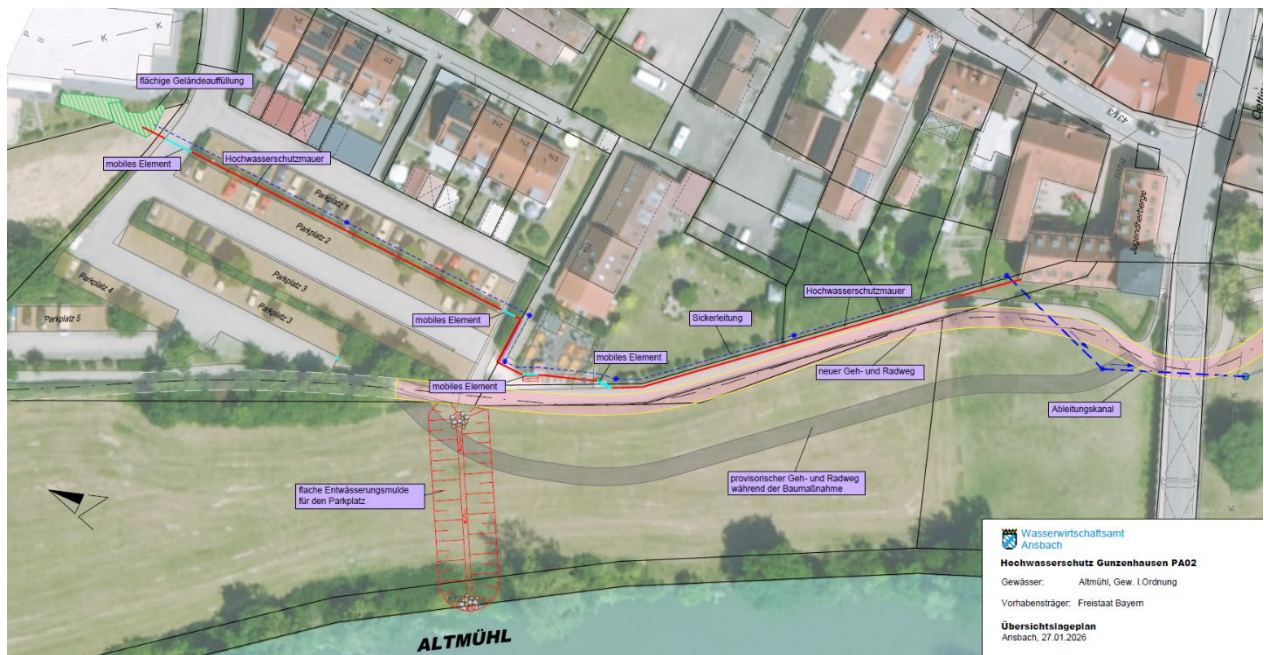 flächige Geländeauffüllung
mobiles Element
Hochwasserschutzmauer
Parkplatz 1
Parkplatz 2
Parkplatz 3
Parkplatz 4
Parkplatz 3
Parkplatz 5
mobiles Element
Sickerleitung
Hochwasserschutzmauer
Jugendherberge
mobiles Element
mobiles Element
neuer Geh- und Radweg
Ableitungskanal
flache Entwässerungsmulde
für den Parkplatz
provisorischer Geh- und Radweg
während der Baumaßnahme
ALTMÜHL
Wasserwirtschaftsamt
Ansbach
Hochwasserschutz Gunzenhausen PA02
Gewässer: Altmühl, Gew. I.Ordnung
Vorhabensträger: Freistaat Bayern
Übersichtslageplan
Ansbach, 27.01.2026